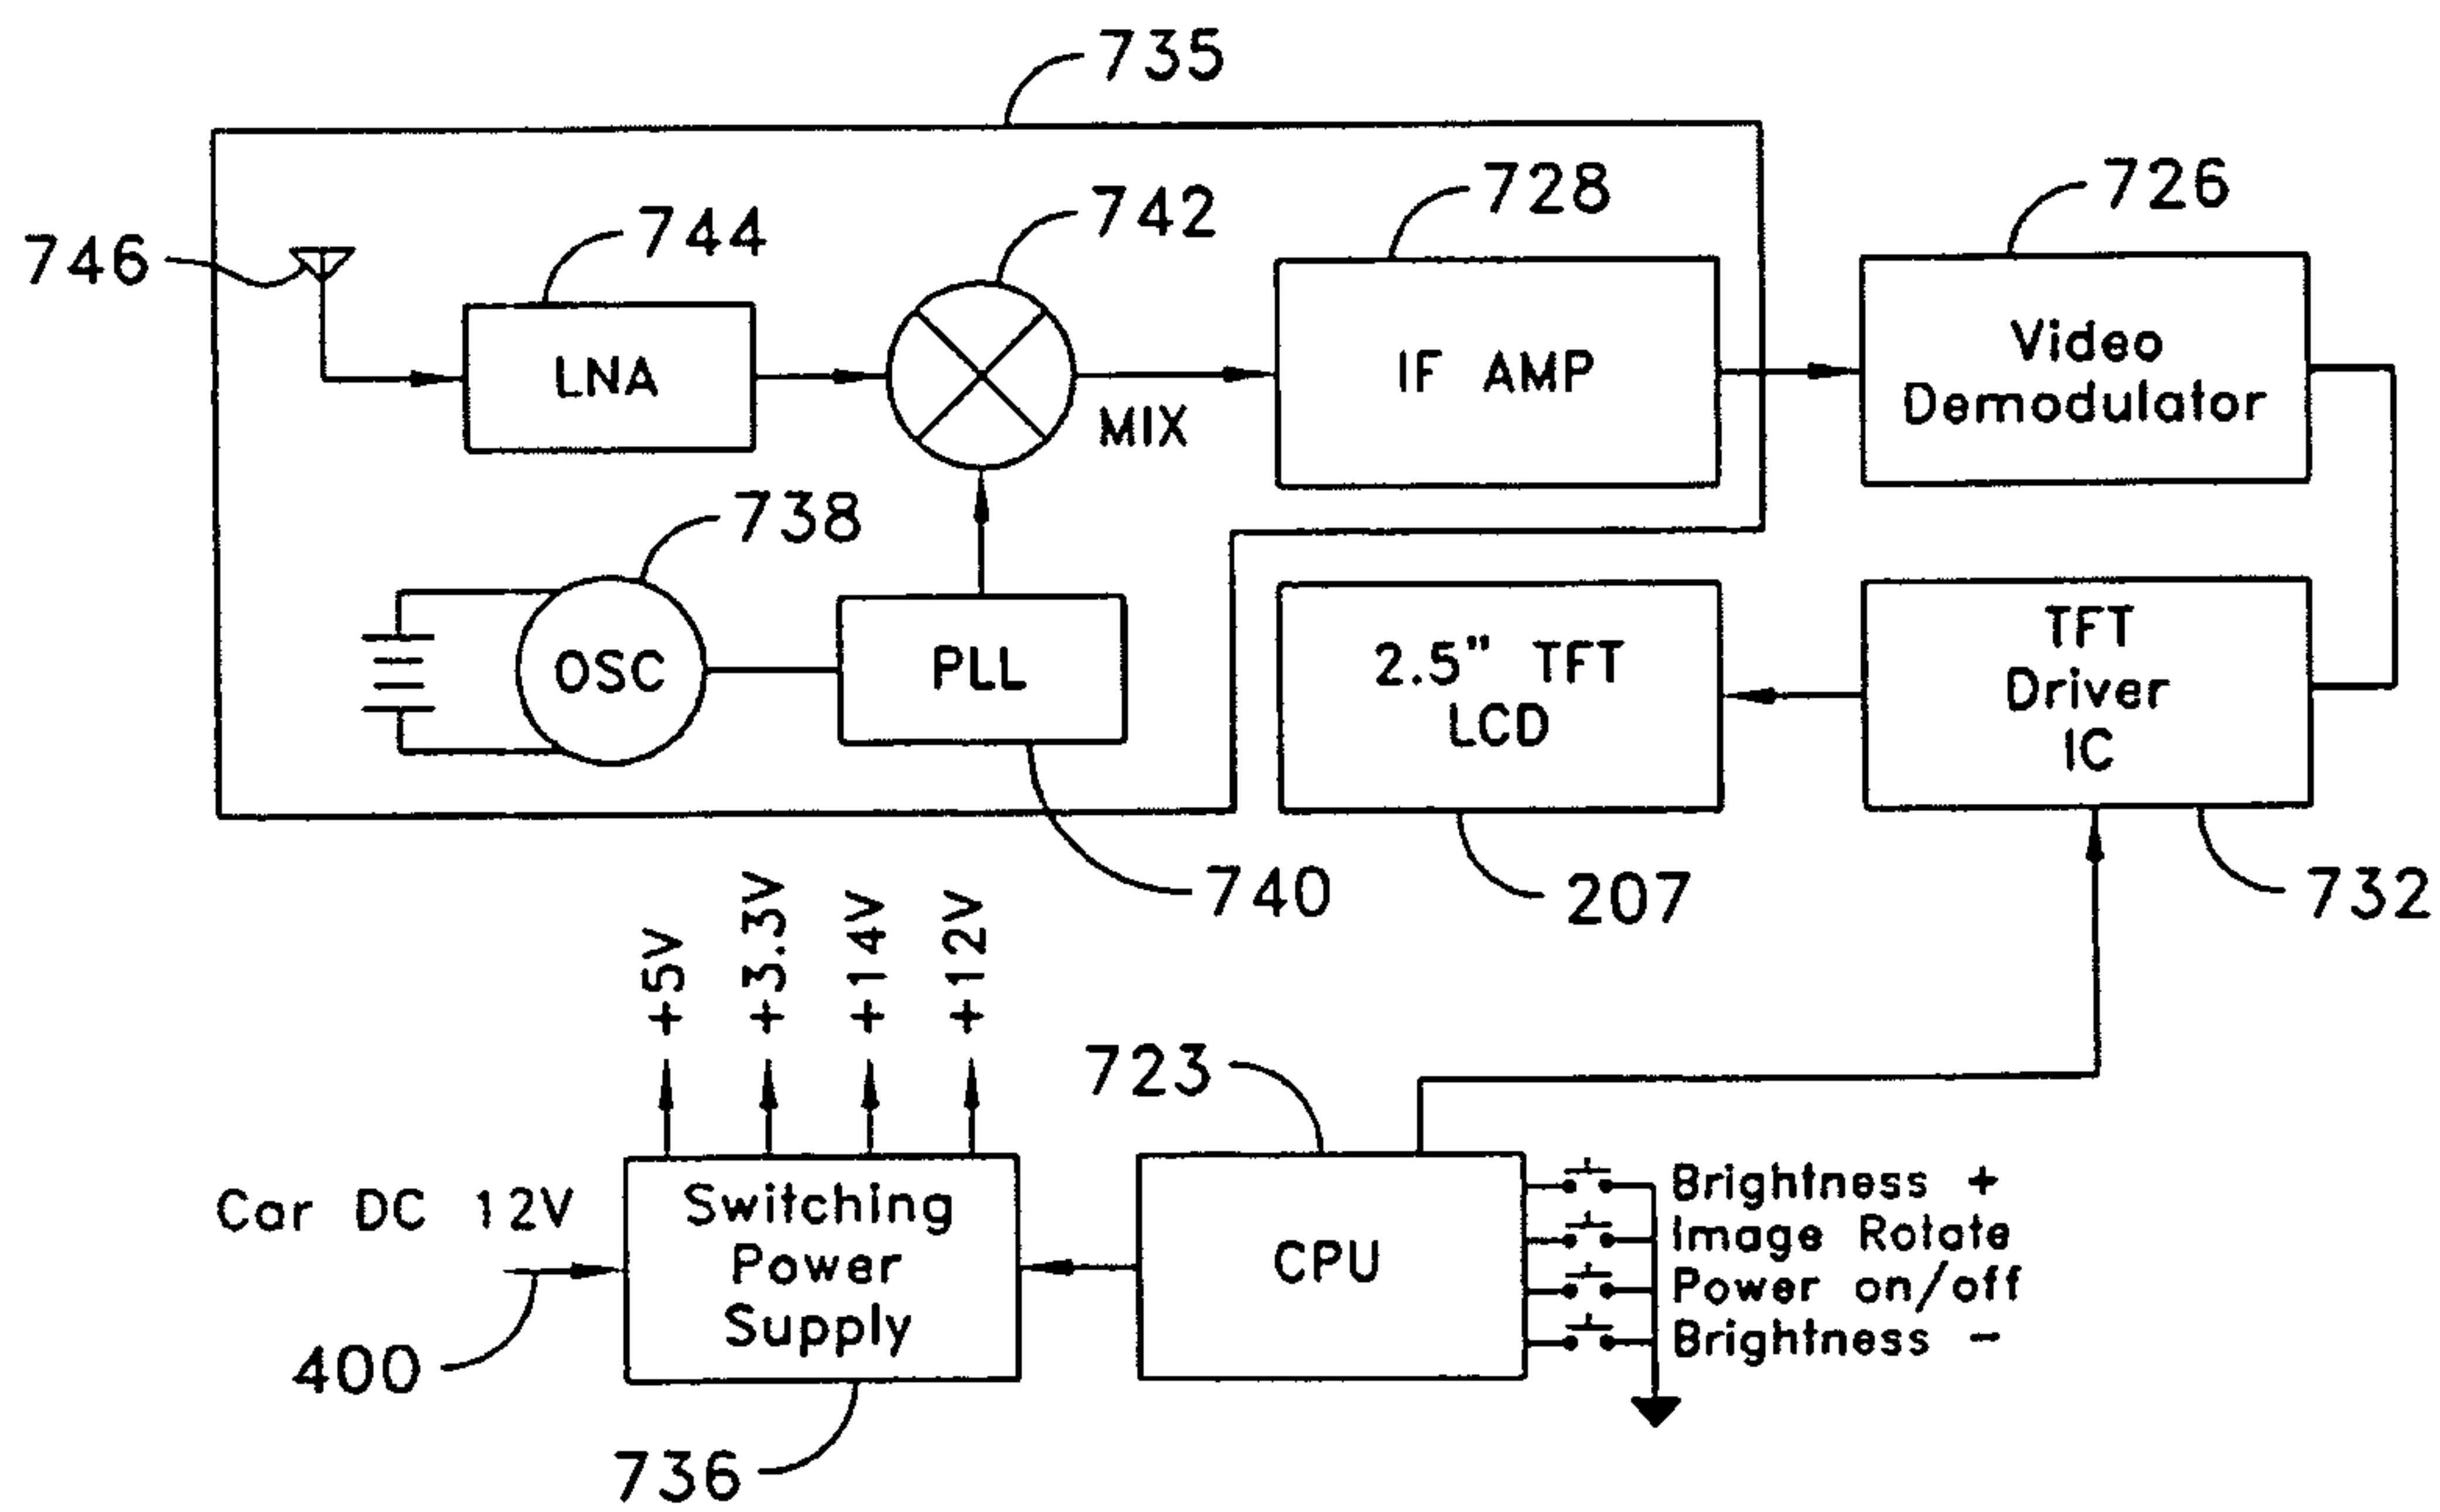 735
728
726
742
744
746
LNA
MIX
IF AMP
Video
Demodulator
738
OSC
PLL
2.5" TFT
LCD
TFT
Driver
IC
740
207
732
+5V
+3.3V
+14V
+12V
723
Car DC 12V
Switching
Power
Supply
CPU
Brightness +
Image Rotate
Power on/off
Brightness -
400
736